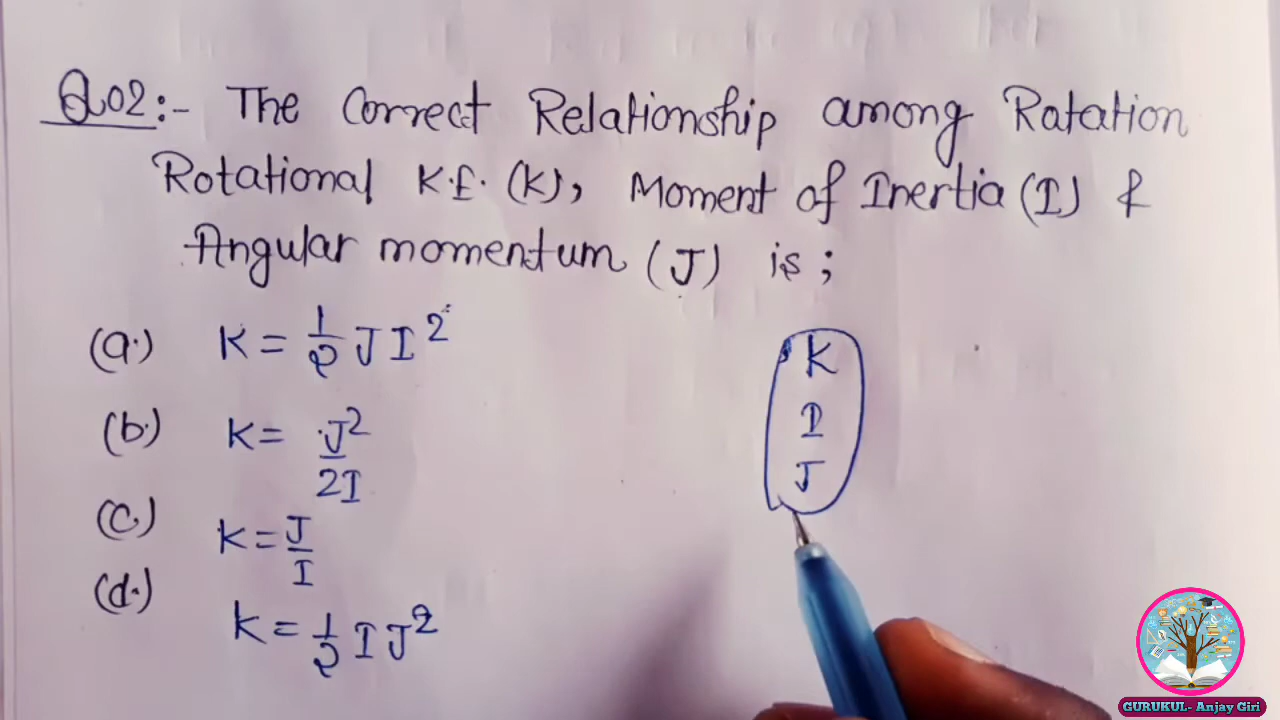 Q.02:- The Correct Relationship among Rotation
Rotational K.E. (K), Moment of Inertia (I) &
Angular momentum (J) is ;
(a.) K = 1/2 J I²
(b.) K = J²/2I
(c.) K = J/I
(d.) K = 1/2 I J²
K
I
J
GURUKUL- Anjay Giri